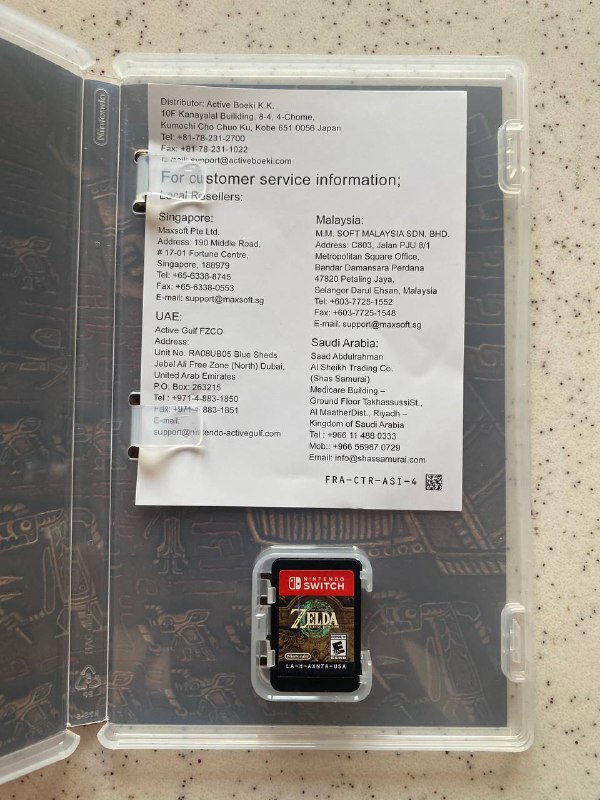 Nintendo
Distributor: Active Boeki K.K.
10F Kanayalal Builiding, 8-4, 4-Chome,
Kumochi Cho Chuo Ku, Kobe 651 0056 Japan
Tel: +81-78-231-2700
Fax: +81-78-231-1022
E-mail: support@activeboeki.com
For customer service information;
Local Resellers:
Singapore:
Maxsoft Pte Ltd.
Address: 190 Middle Road,
# 17-01 Fortune Centre,
Singapore, 188979
Tel: +65-6338-8745
Fax: +65-6338-0553
E-mail: support@maxsoft.sg
UAE:
Active Gulf FZCO
Address:
Unit No. RA08UB05 Blue Sheds
Jebel Ali Free Zone (North) Dubai,
United Arab Emirates
P.O. Box: 263215
Tel : +971-4-883-1850
Fax: +971-4-883-1851
E-mail:
support@nintendo-activegulf.com
Malaysia:
M.M. SOFT MALAYSIA SDN. BHD.
Address: C803, Jalan PJU 8/1
Metropolitan Square Office,
Bandar Damansara Perdana
47820 Petaling Jaya,
Selangor Darul Ehsan, Malaysia
Tel: +603-7725-1552
Fax: +603-7725-1548
E-mail: support@maxsoft.sg
Saudi Arabia:
Saad Abdulrahman
Al Sheikh Trading Co.
(Shas Samurai)
Medicare Building –
Ground Floor TakhassussiSt.,
Al MaatherDist., Riyadh –
Kingdom of Saudi Arabia
Tel : +966 11 488 0333
Mob:: +966 56987 0729
Email: info@shassamurai.com
FRA-CTR-ASI-4
NINTENDO
SWITCH
ZELDA
Nintendo
E
LA-H-AXN7A-USA